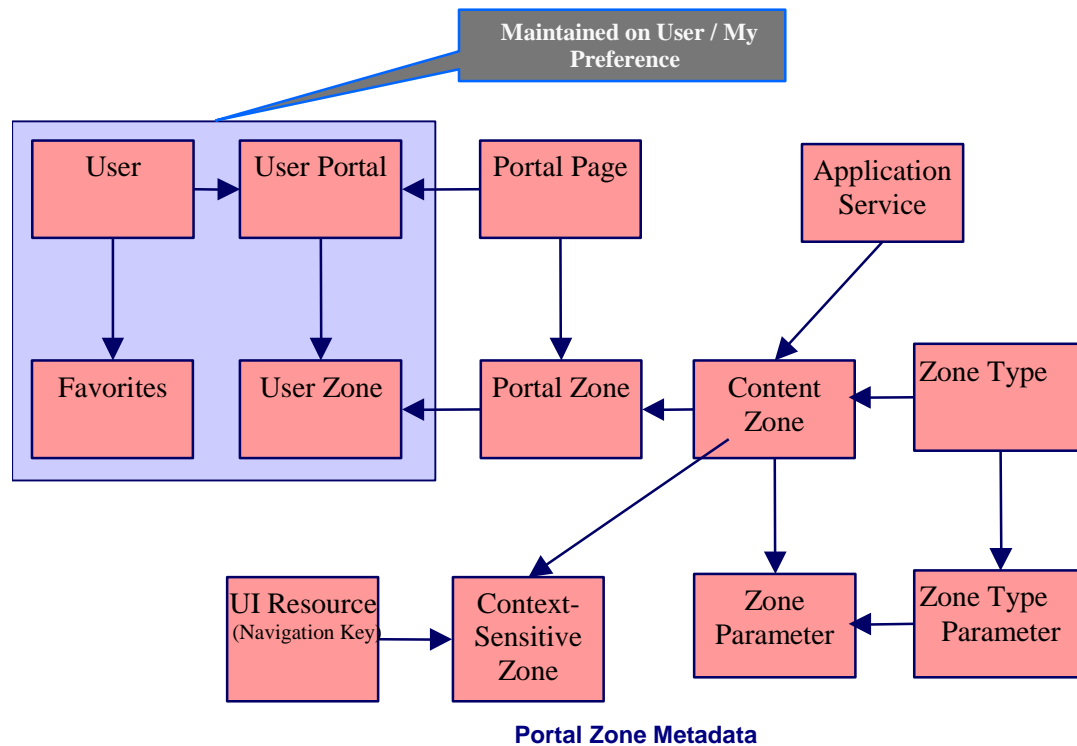 Maintained on User / My
Preference
User
User Portal
Portal Page
Application
Service
Favorites
User Zone
Portal Zone
Content
Zone
Zone Type
UI Resource
(Navigation Key)
Context-
Sensitive
Zone
Zone
Parameter
Zone Type
Parameter
Portal Zone Metadata